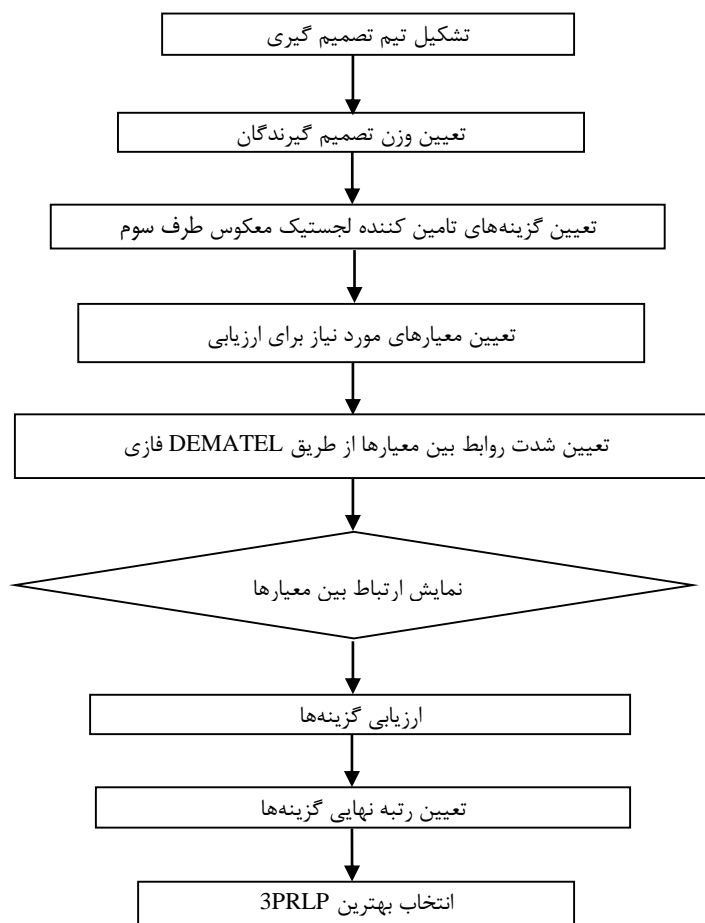 تشکیل تیم تصمیم گیری
تعیین وزن تصمیم گیرندگان
تعیین گزینه‌های تامین کننده لجستیک معکوس طرف سوم
تعیین معیارهای مورد نیاز برای ارزیابی
تعیین شدت روابط بین معیارها از طریق DEMATEL فازی
نمایش ارتباط بین معیارها
ارزیابی گزینه‌ها
تعیین رتبه نهایی گزینه‌ها
انتخاب بهترین 3PRLP